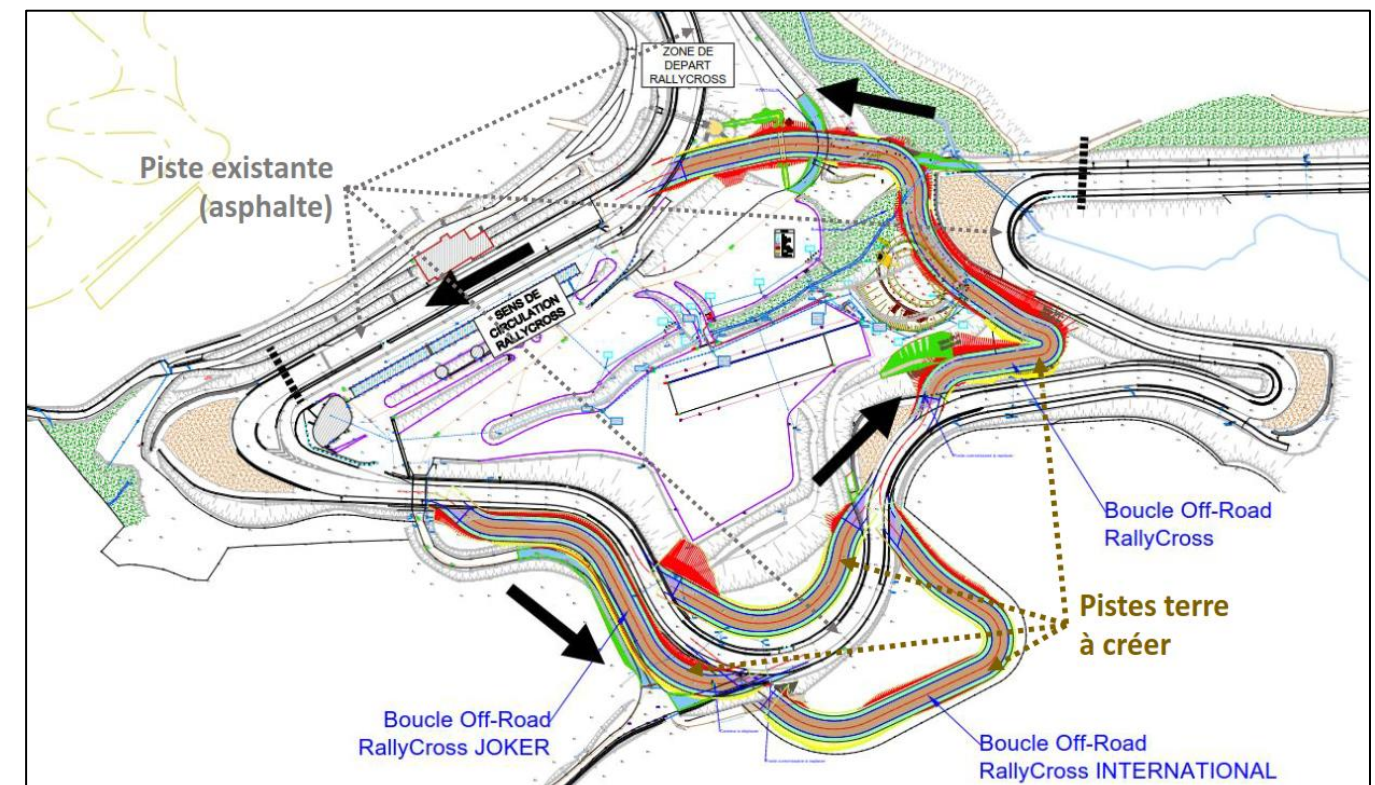 ZONE DE
DEPART
RALLYCROSS
Piste existante
(asphalte)
SENS DE
CIRCULATION
RALLYCROSS
Boucle Off-Road
RallyCross
Pistes terre
à créer
Boucle Off-Road
RallyCross JOKER
Boucle Off-Road
RallyCross INTERNATIONAL